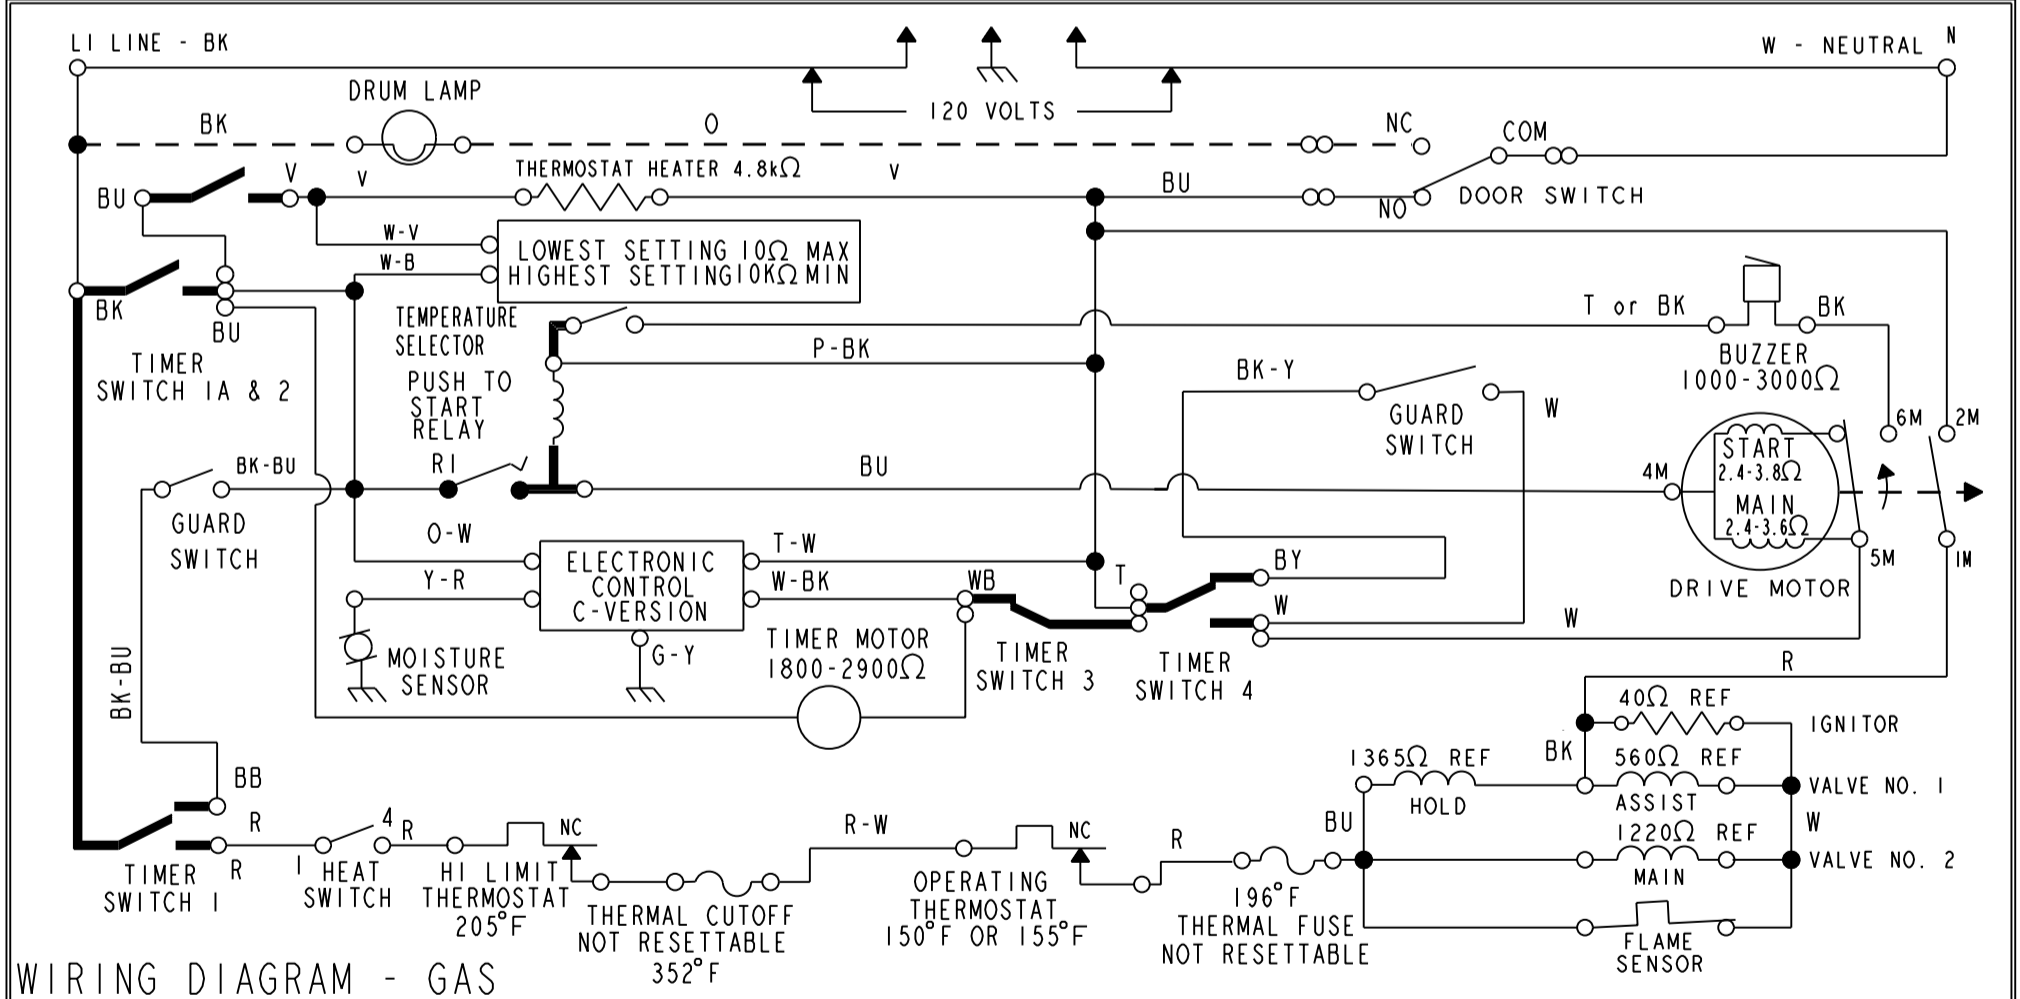 LI LINE - BK
W - NEUTRAL N
DRUM LAMP
120 VOLTS
BK
O
NC
COM
BU
V
V
THERMOSTAT HEATER 4.8kΩ
V
BU
NO
DOOR SWITCH
W-V
LOWEST SETTING 10Ω MAX
HIGHEST SETTING 10KΩ MIN
W-B
BK
BU
TIMER
SWITCH 1A & 2
TEMPERATURE
SELECTOR
T or BK
BK
BUZZER
1000-3000Ω
P-BK
PUSH TO
START
RELAY
BK-Y
GUARD
SWITCH
W
6M
2M
START
2.4-3.8Ω
MAIN
2.4-3.6Ω
4M
5M
1M
DRIVE MOTOR
BK-BU
R1
BU
GUARD
SWITCH
O-W
Y-R
ELECTRONIC
CONTROL
C-VERSION
T-W
W-BK
WB
T
BY
W
W
G-Y
MOISTURE
SENSOR
TIMER MOTOR
1800-2900Ω
TIMER
SWITCH 3
TIMER
SWITCH 4
R
BK-BU
40Ω REF
IGNITOR
BK
1365Ω REF
HOLD
560Ω REF
ASSIST
VALVE NO. 1
BB
BU
W
1220Ω REF
MAIN
VALVE NO. 2
R
4
R
NC
R-W
NC
R
TIMER
SWITCH 1
R
1
HEAT
SWITCH
HI LIMIT
THERMOSTAT
205°F
THERMAL CUTOFF
NOT RESETTABLE
352°F
OPERATING
THERMOSTAT
150°F OR 155°F
196°F
THERMAL FUSE
NOT RESETTABLE
FLAME
SENSOR
WIRING DIAGRAM - GAS